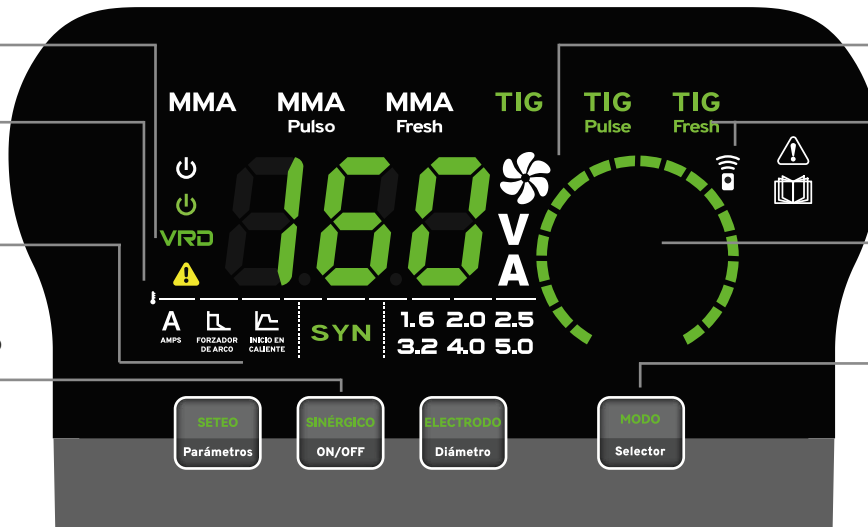 MMA MMA MMA TIG TIG TIG
Pulso Fresh Pulse Fresh
160
VRD
V
A
A
AMPS
FORZADOR
DE ARCO
INICIO EN
CALIENTE
SYN
1.6 2.0 2.5
3.2 4.0 5.0
SETEO
Parámetros
SINÉRGICO
ON/OFF
ELECTRODO
Diámetro
MODO
Selector